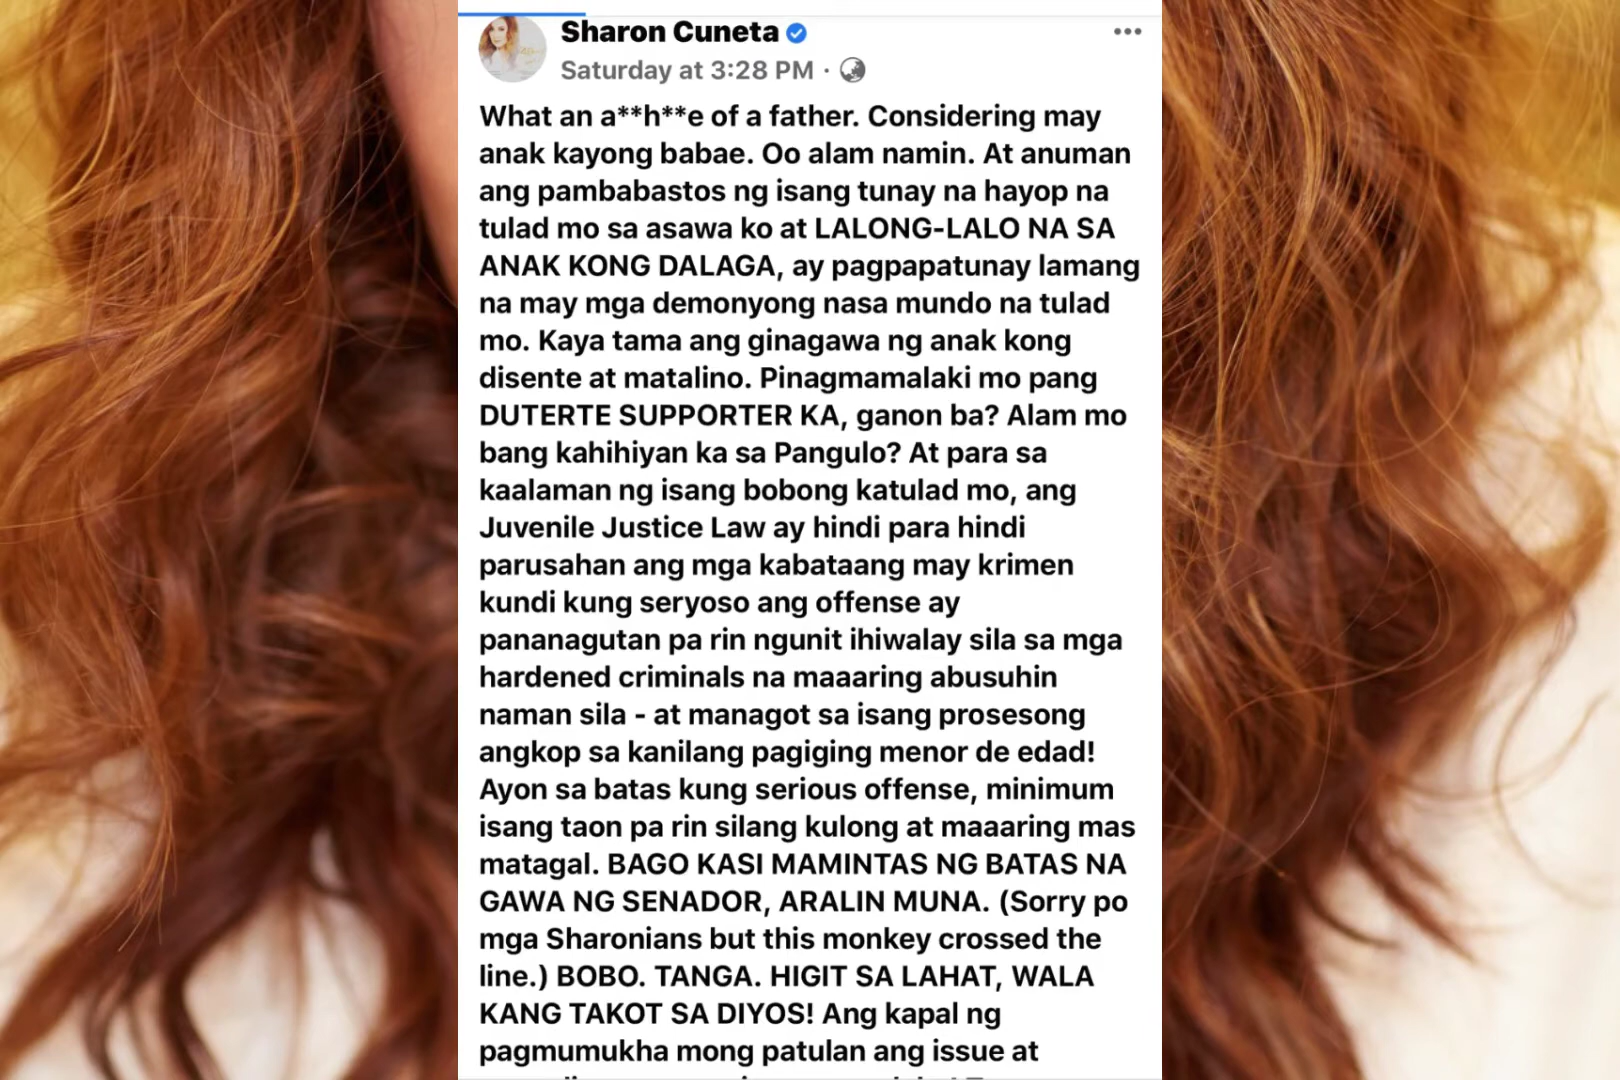 Sharon Cuneta
Saturday at 3:28 PM ·
What an a**h**e of a father. Considering may
anak kayong babae. Oo alam namin. At anuman
ang pambabastos ng isang tunay na hayop na
tulad mo sa asawa ko at LALONG-LALO NA SA
ANAK KONG DALAGA, ay pagpapatunay lamang
na may mga demonyong nasa mundo na tulad
mo. Kaya tama ang ginagawa ng anak kong
disente at matalino. Pinagmamalaki mo pang
DUTERTE SUPPORTER KA, ganon ba? Alam mo
bang kahihiyan ka sa Pangulo? At para sa
kaalaman ng isang bobong katulad mo, ang
Juvenile Justice Law ay hindi para hindi
parusahan ang mga kabataang may krimen
kundi kung seryoso ang offense ay
pananagutan pa rin ngunit ihiwalay sila sa mga
hardened criminals na maaaring abusuhin
naman sila - at managot sa isang prosesong
angkop sa kanilang pagiging menor de edad!
Ayon sa batas kung serious offense, minimum
isang taon pa rin silang kulong at maaaring mas
matagal. BAGO KASI MAMINTAS NG BATAS NA
GAWA NG SENADOR, ARALIN MUNA. (Sorry po
mga Sharonians but this monkey crossed the
line.) BOBO. TANGA. HIGIT SA LAHAT, WALA
KANG TAKOT SA DIYOS! Ang kapal ng
pagmumukha mong patulan ang issue at